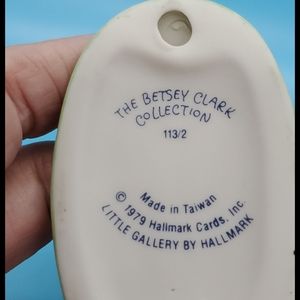 THE BETSEY CLARK
COLLECTION
113/2
Made in Taiwan
© 1979 Hallmark Cards, Inc.
LITTLE GALLERY BY HALLMARK